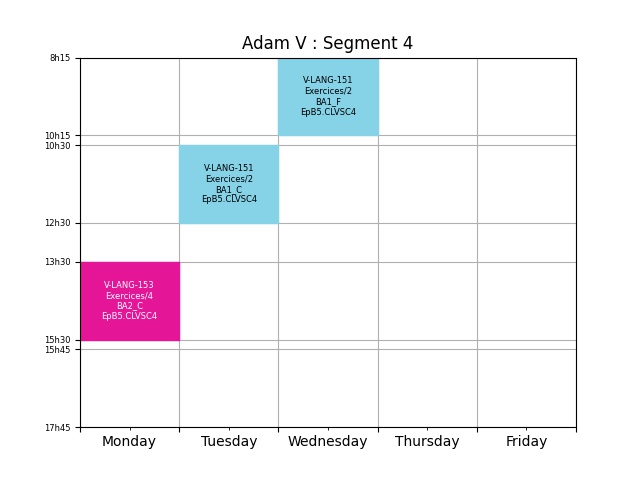 Adam V : Segment 4
8h15
V-LANG-151
Exercices/2
BA1_F
EpB5.CLVSC4
10h15
10h30
V-LANG-151
Exercices/2
BA1_C
EpB5.CLVSC4
12h30
13h30
V-LANG-153
Exercices/4
BA2_C
EpB5.CLVSC4
15h30
15h45
17h45
Monday Tuesday Wednesday Thursday Friday